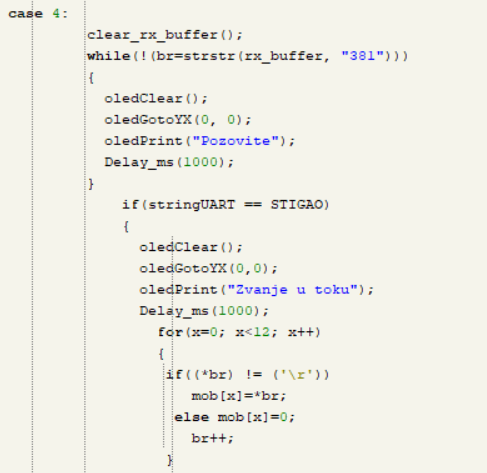 case 4:
clear_rx_buffer();
while(!(br=strstr(rx_buffer, "381")))
{
oledClear();
oledGotoYX(0, 0);
oledPrint("Pozovite");
Delay_ms(1000);
}
if(stringUART == STIGAO)
{
oledClear();
oledGotoYX(0,0);
oledPrint("Zvanje u toku");
Delay_ms(1000);
for(x=0; x<12; x++)
{
if((*br) != ('\r'))
mob[x]=*br;
else mob[x]=0;
br++;
}